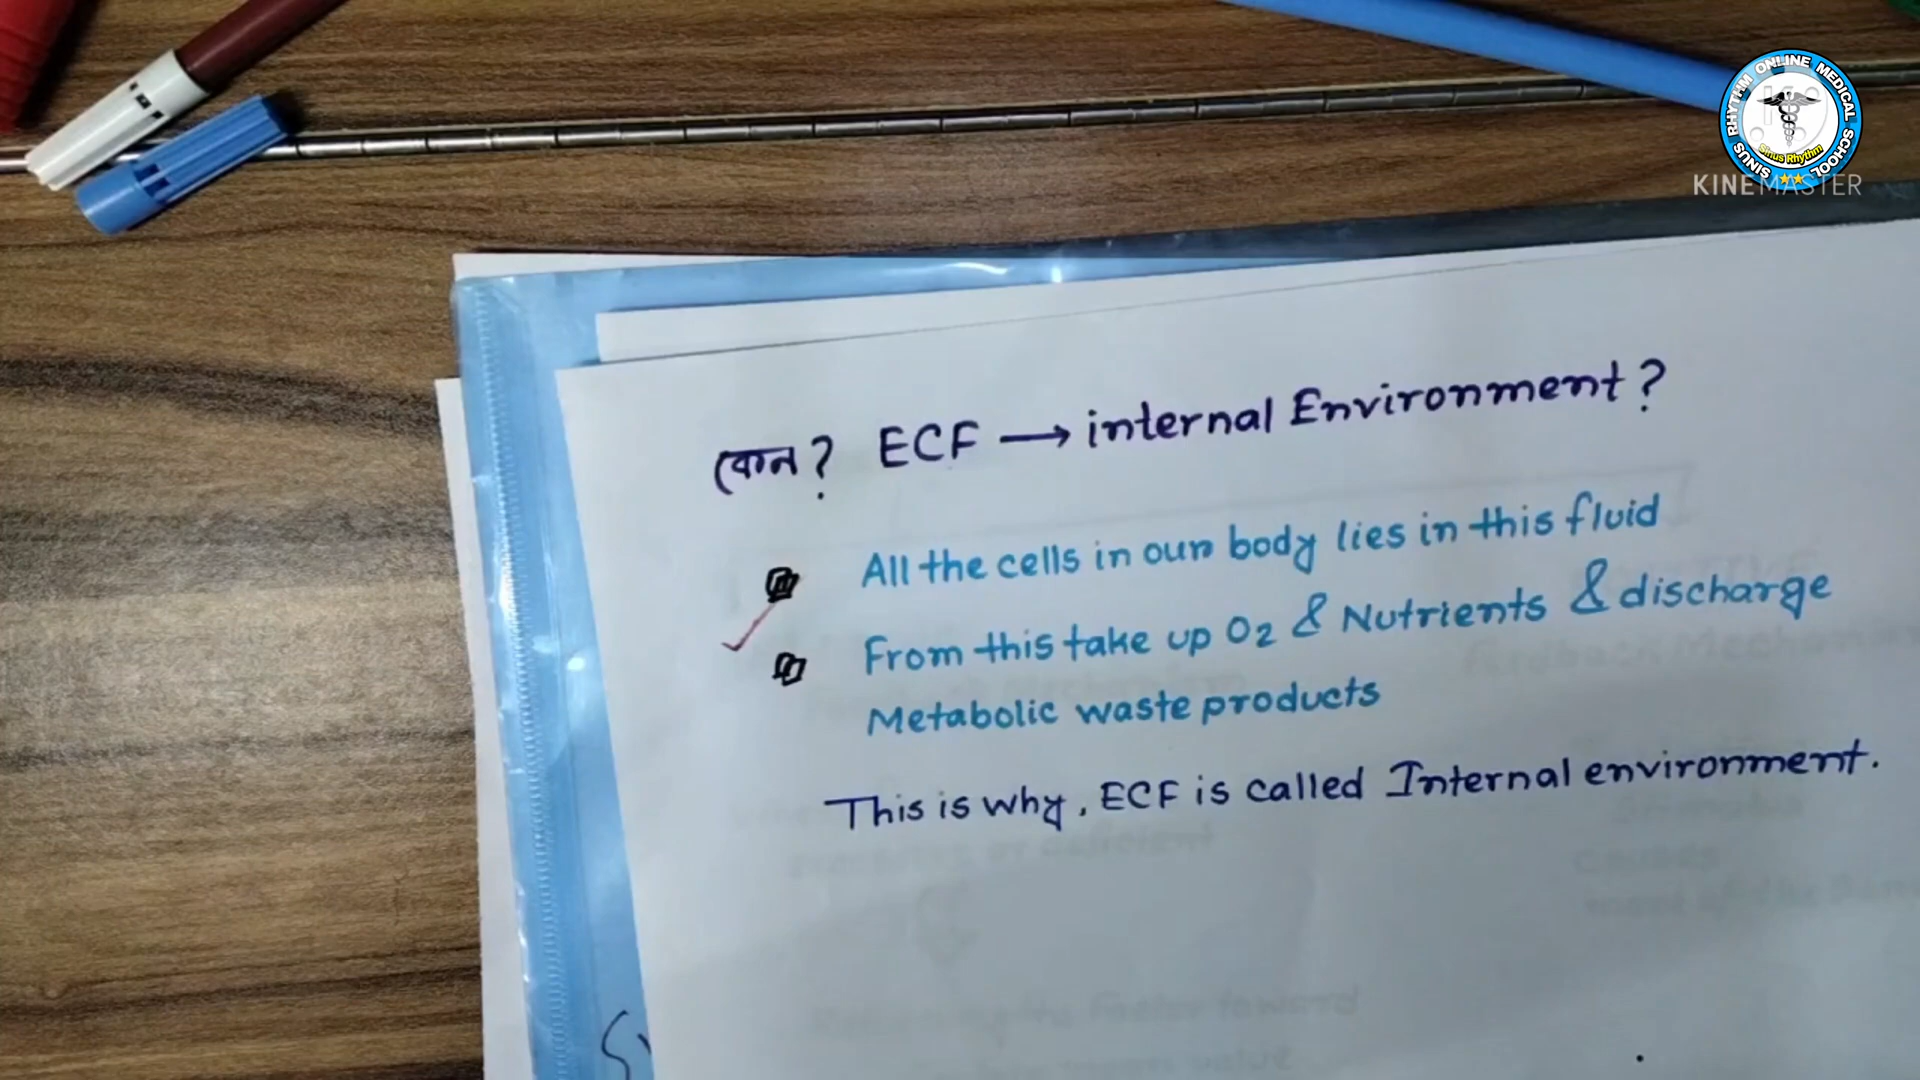 SINUS RHYTHM ONLINE MEDICAL SCHOOL
Sinus Rhythm
KINEMASTER
কেন? ECF → internal Environment?
All the cells in our body lies in this fluid
From this take up O2 & Nutrients & discharge
Metabolic waste products
This is why, ECF is called Internal environment.